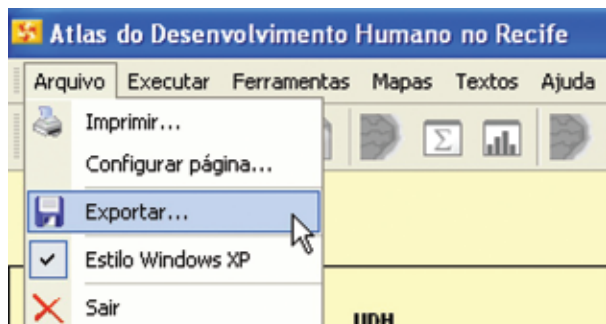 Atlas do Desenvolvimento Humano no Recife
Arquivo Executar Ferramentas Mapas Textos Ajuda
Imprimir...
Configurar página...
Exportar...
Estilo Windows XP
Sair
UDH